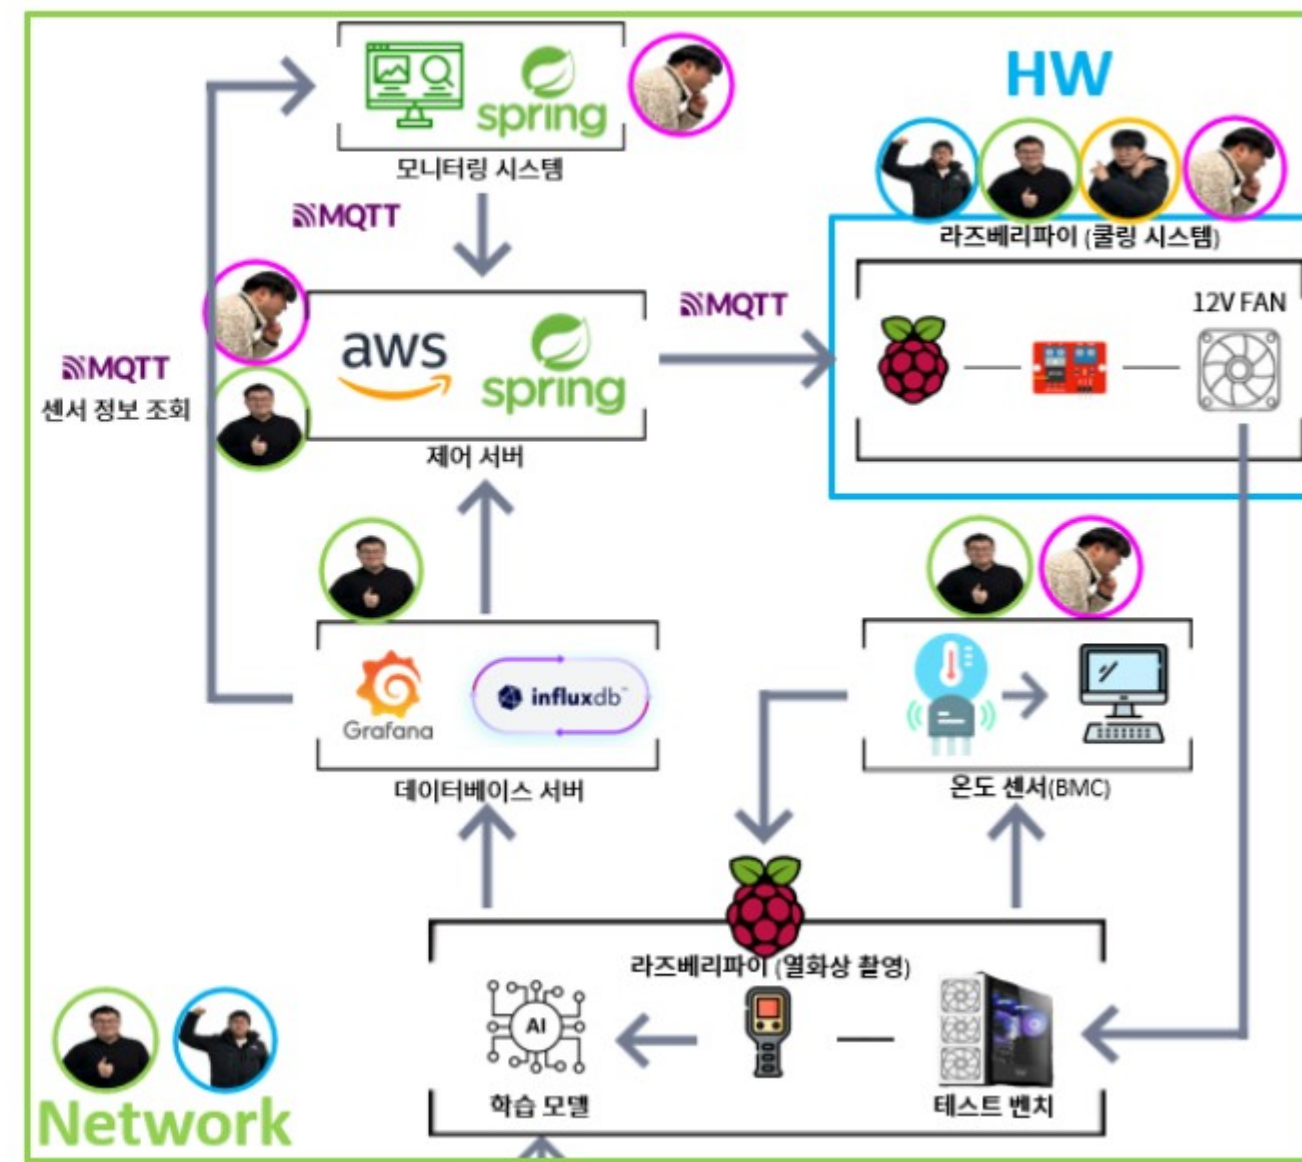 HW
spring
모니터링 시스템
MQTT
라즈베리파이 (쿨링 시스템)
12V FAN
MQTT
aws
spring
MQTT
센서 정보 조회
제어 서버
Grafana
influxdb
데이터베이스 서버
온도 센서(BMC)
라즈베리파이 (열화상 촬영)
AI
학습 모델
테스트 벤치
Network